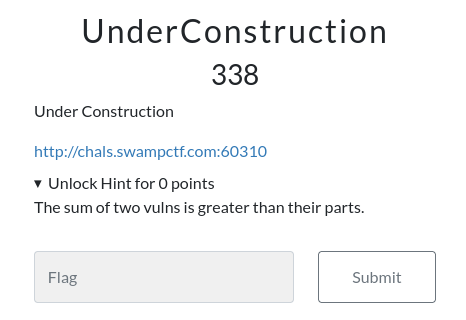 UnderConstruction
338
Under Construction
http://chals.swampctf.com:60310
▼ Unlock Hint for 0 points
The sum of two vulns is greater than their parts.
Flag
Submit